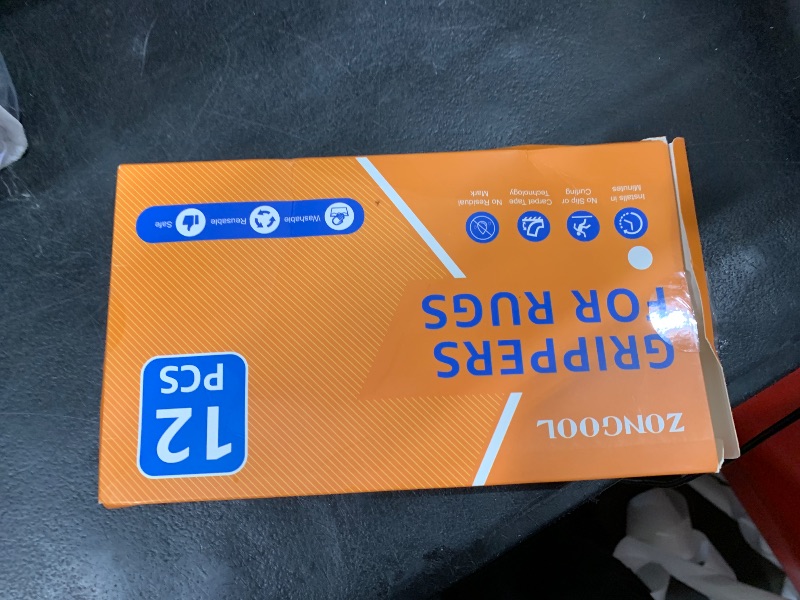 ZONGOOL
GRIPPERS
FOR RUGS
Installs in
Minutes
No Slip or
Curling
Carpet Tape
Technology
No Residual
Mark
12
PCS
Washable
Reusable
Safe